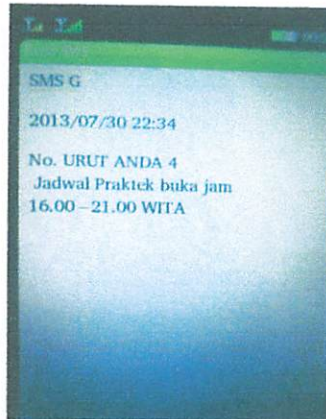 SMS G
2013/07/30 22:34
No. URUT ANDA 4
Jadwal Praktek buka jam
16.00 – 21.00 WITA